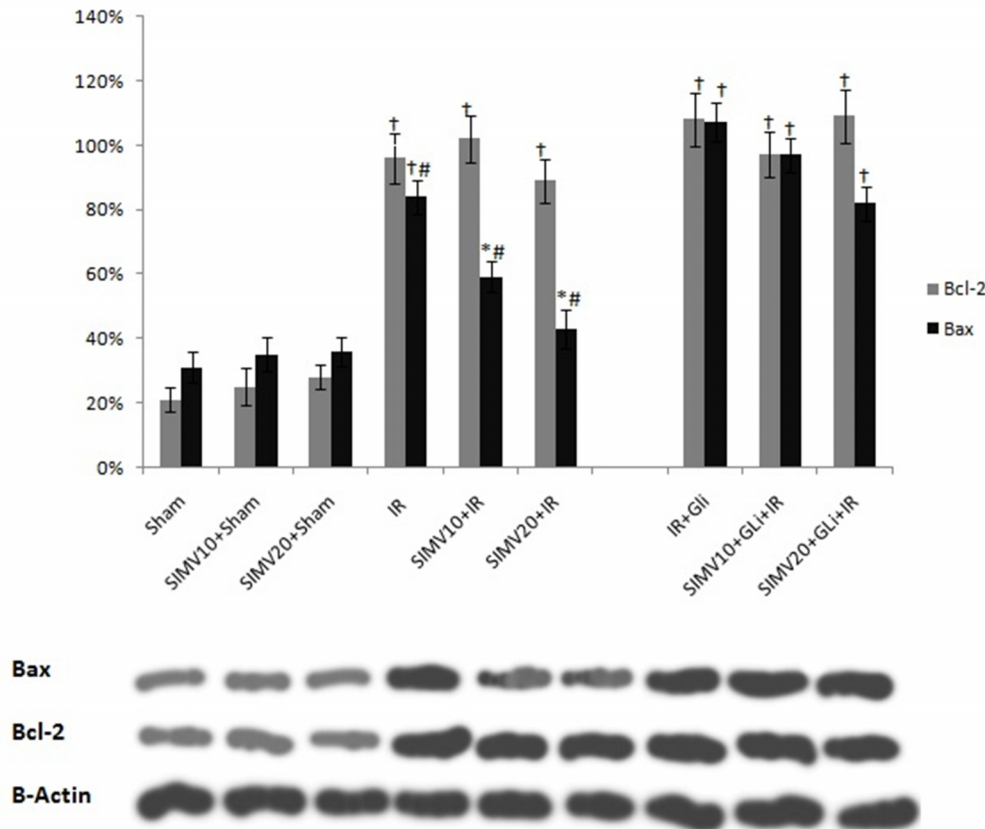 140%
120%
100%
80%
60%
40%
20%
0%
†
†#
†
*#
†
*#
†
†
†
†
†
†
Bcl-2
Bax
Sham
SIMV10+Sham
SIMV20+Sham
IR
SIMV10+IR
SIMV20+IR
IR+Gli
SIMV10+GLi+IR
SIMV20+GLi+IR
Bax
Bcl-2
B-Actin